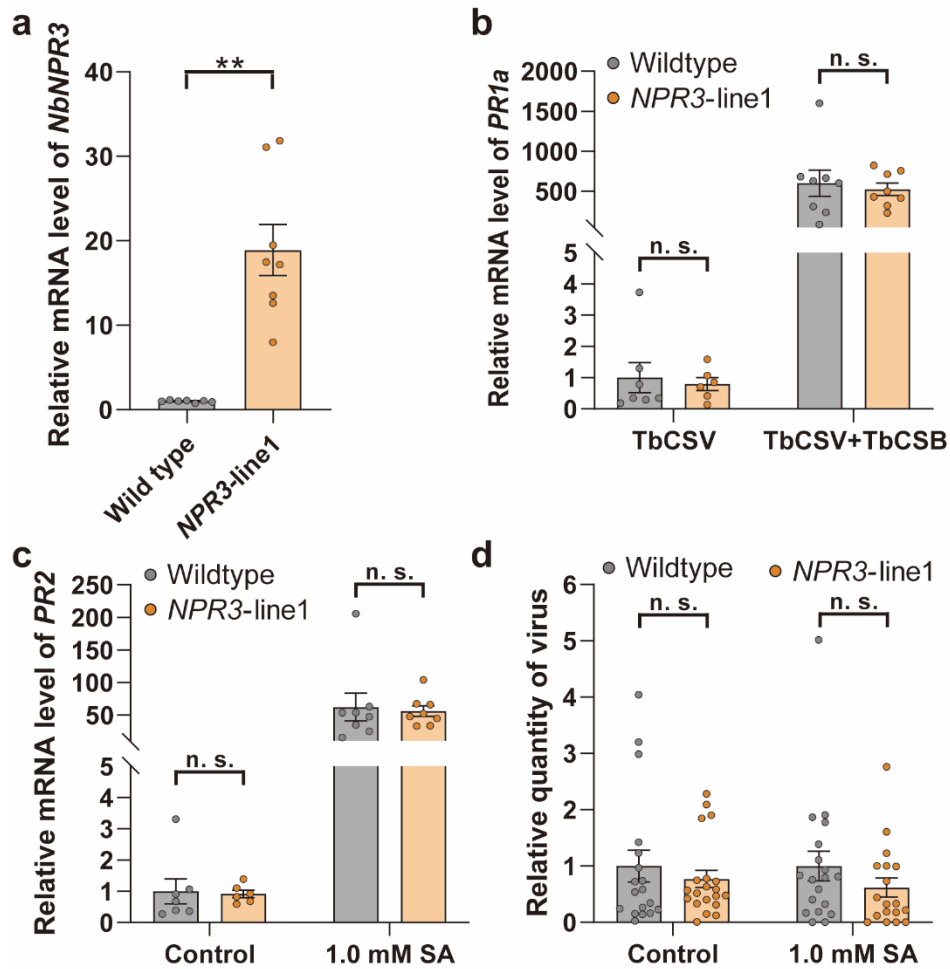 a
Relative mRNA level of NbNPR3
40
30
20
10
0
**
Wild type
NPR3-line1
b
Wildtype
NPR3-line1
n. s.
Relative mRNA level of PR1a
2000
1500
1000
500
5
4
3
2
1
0
n. s.
TbCSV
TbCSV+TbCSB
c
Wildtype
NPR3-line1
n. s.
Relative mRNA level of PR2
250
200
150
100
50
5
4
3
2
1
0
n. s.
Control
1.0 mM SA
d
Wildtype
NPR3-line1
n. s.
n. s.
Relative quantity of virus
6
5
4
3
2
1
0
Control
1.0 mM SA